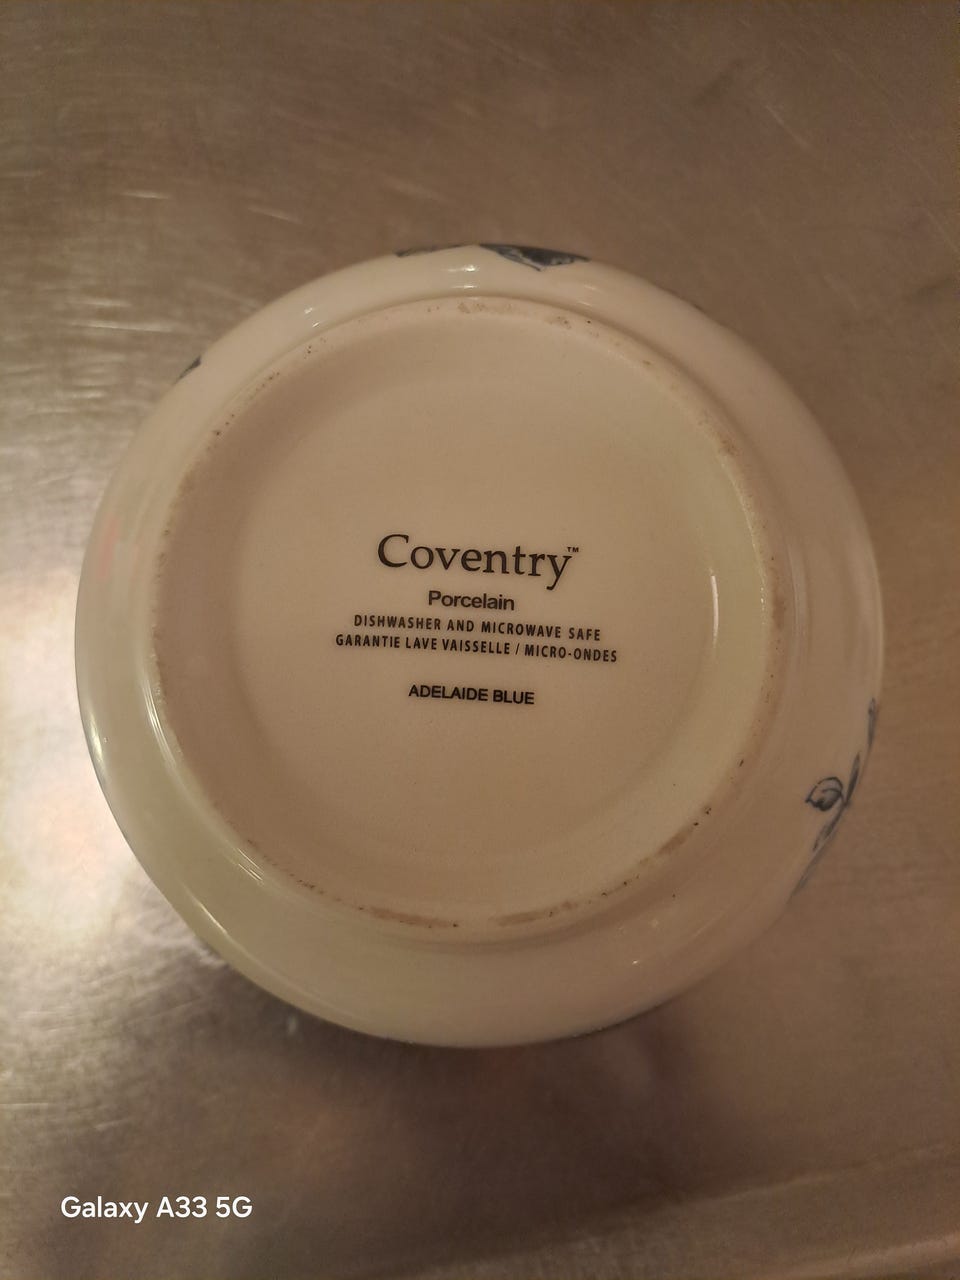 Coventry™
Porcelain
DISHWASHER AND MICROWAVE SAFE
GARANTIE LAVE VAISSELLE / MICRO-ONDES
ADELAIDE BLUE
Galaxy A33 5G